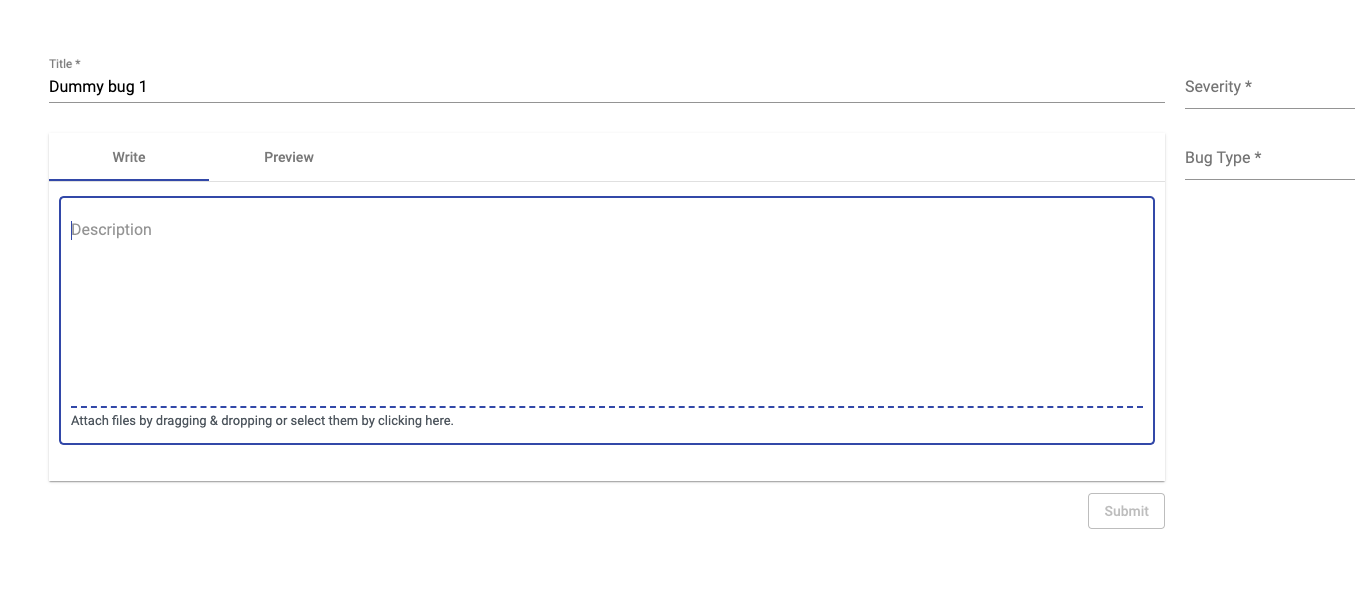 Title *
Dummy bug 1
Severity *
Write
Preview
Bug Type *
Description
Attach files by dragging & dropping or select them by clicking here.
Submit